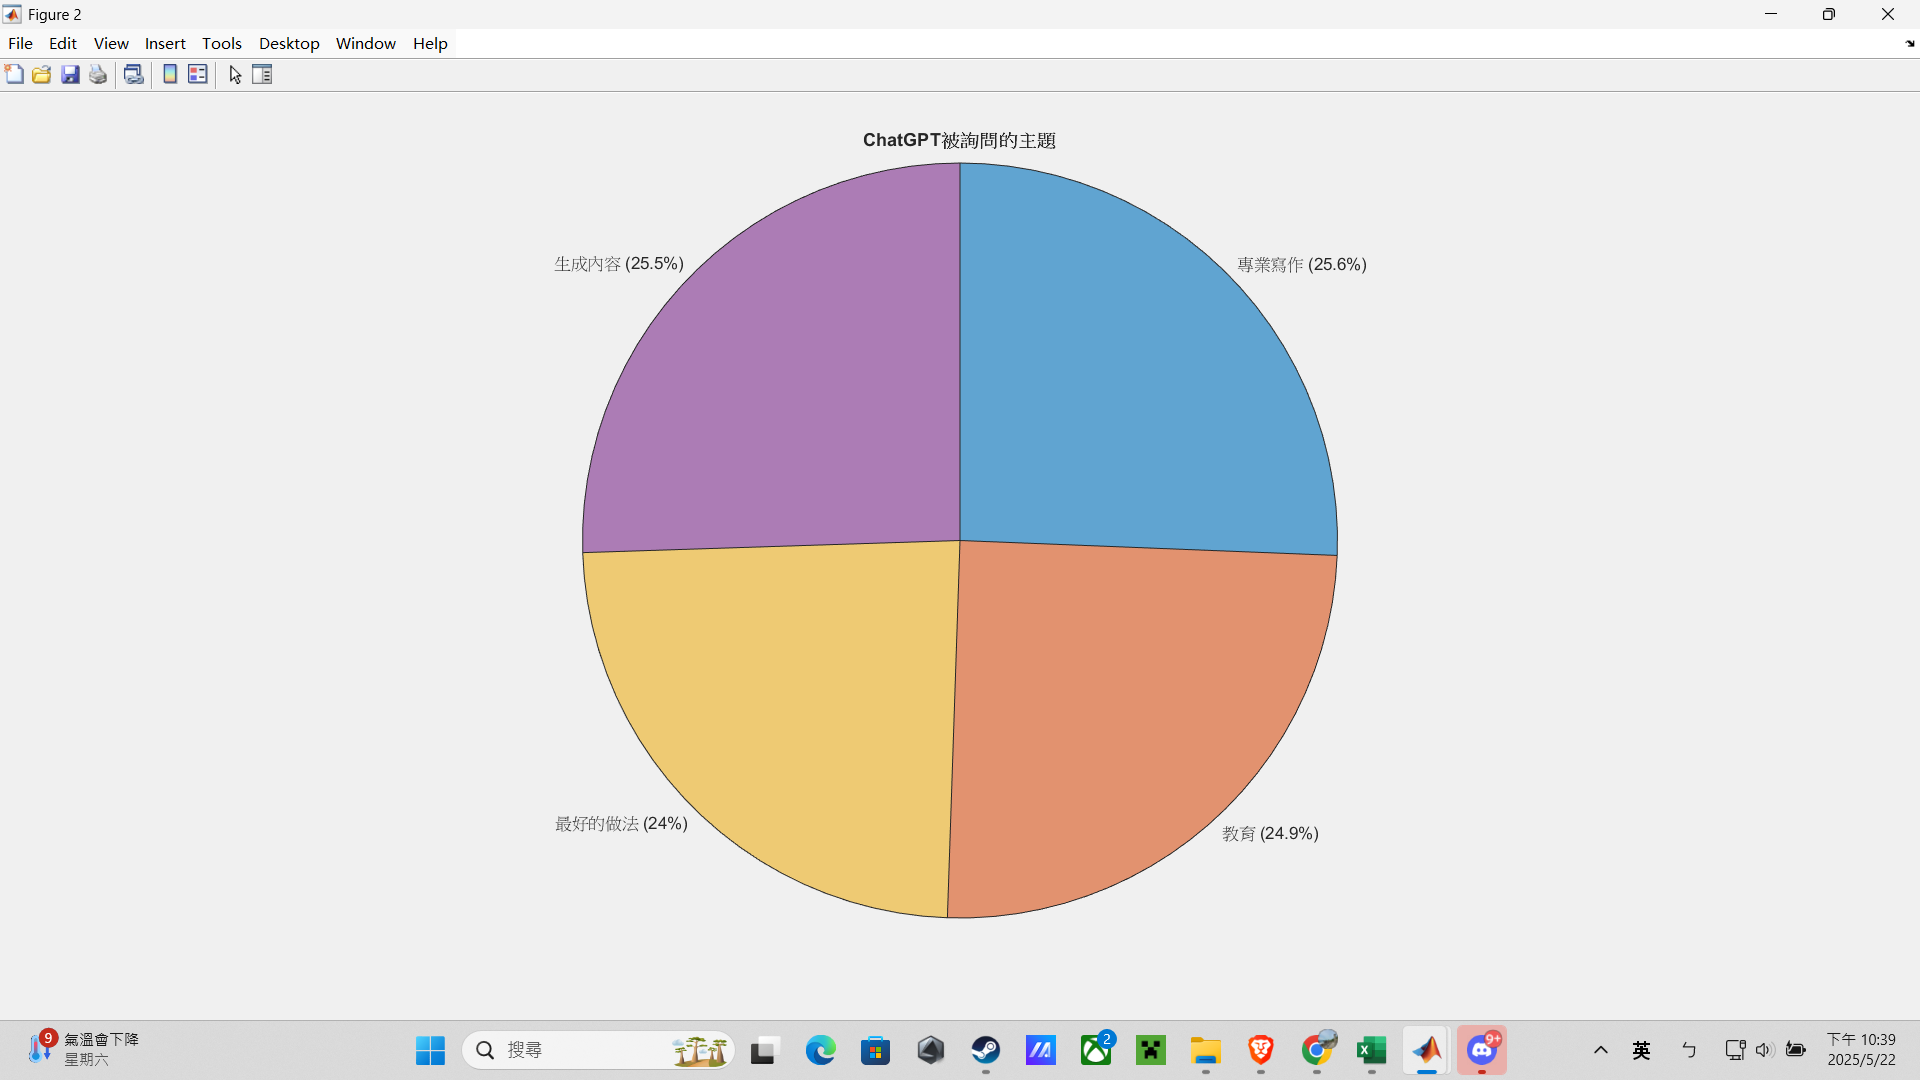 Figure 2
File Edit View Insert Tools Desktop Window Help
ChatGPT被詢問的主題
生成內容 (25.5%)
專業寫作 (25.6%)
最好的做法 (24%)
教育 (24.9%)
9
氣溫會下降
星期六
搜尋
2
9+
英
ㄅ
下午 10:39
2025/5/22